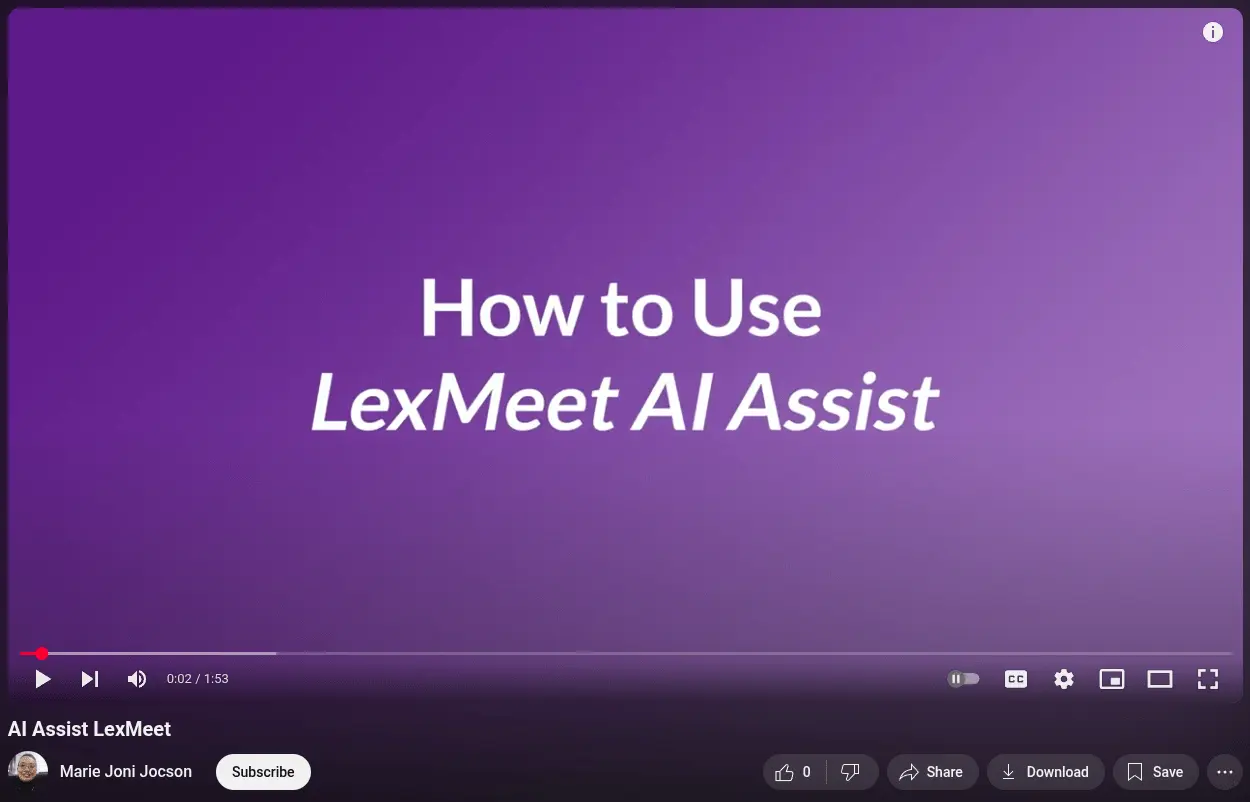 How to Use
LexMeet AI Assist
0:02 / 1:53
CC
AI Assist LexMeet
Marie Joni Jocson
Subscribe
0
Share
Download
Save